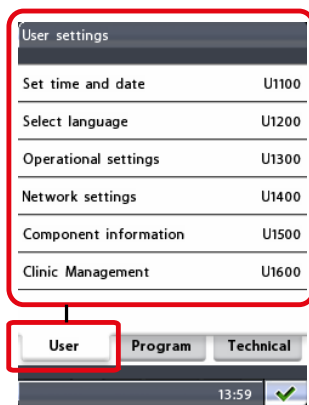 User settings
Set time and date U1100
Select language U1200
Operational settings U1300
Network settings U1400
Component information U1500
Clinic Management U1600
User Program Technical
13:59